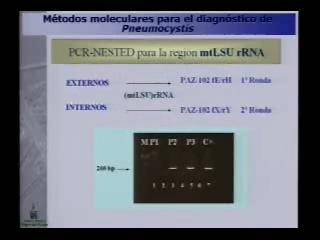 Métodos moleculares para el diagnóstico de
Pneumocystis
PCR-NESTED para la region mtLSU rRNA
EXTERNOS PAZ-102 fE/rH 1ª Ronda
(mtLSU)rRNA
INTERNOS PAZ-102 fX/rY 2ª Ronda
M P1 P2 P3 C+
260 bp
1 2 3 4 5 6 7